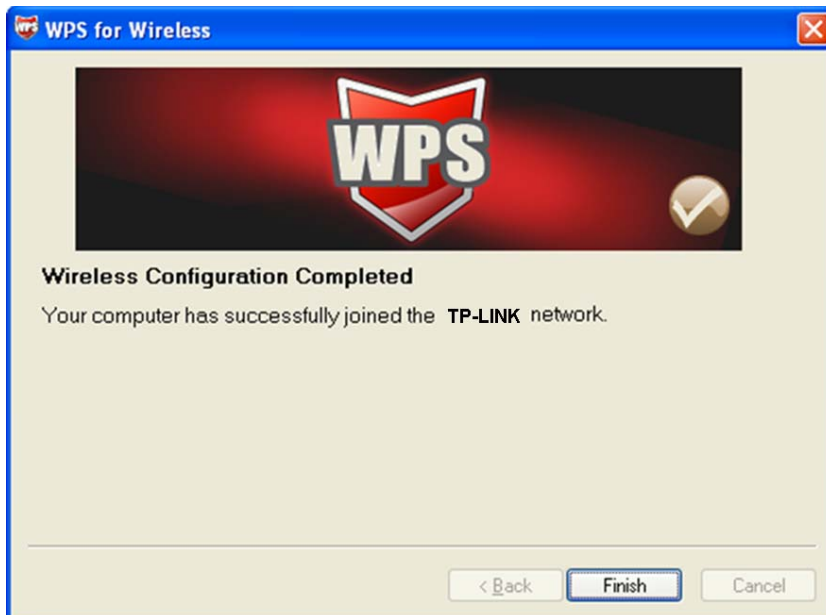 WPS WPS for Wireless
WPS
Wireless Configuration Completed
Your computer has successfully joined the TP-LINK network.
< Back Finish Cancel